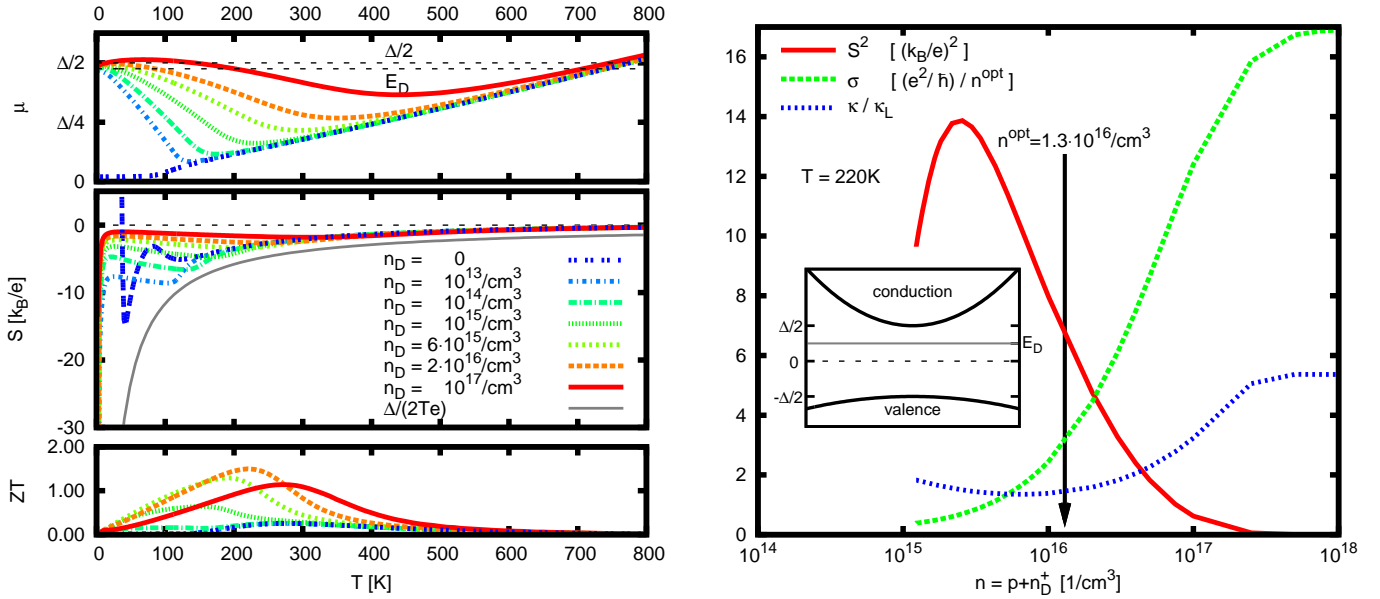 0 100 200 300 400 500 600 700 800
Δ/2
Δ/4
0
μ
Δ/2
E_D
0
-10
-20
-30
S [k_B/e]
n_D = 0
n_D = 10^13/cm^3
n_D = 10^14/cm^3
n_D = 10^15/cm^3
n_D = 6·10^15/cm^3
n_D = 2·10^16/cm^3
n_D = 10^17/cm^3
Δ/(2Te)
2.00
1.00
0.00
ZT
0 100 200 300 400 500 600 700 800
T [K]
16
14
12
10
8
6
4
2
0
S^2 [ (k_B/e)^2 ]
σ [ (e^2/ ħ) / n^opt ]
κ / κ_L
n^opt=1.3·10^16/cm^3
T = 220K
conduction
Δ/2
E_D
0
-Δ/2
valence
10^14 10^15 10^16 10^17 10^18
n = p+n_D^+ [1/cm^3]